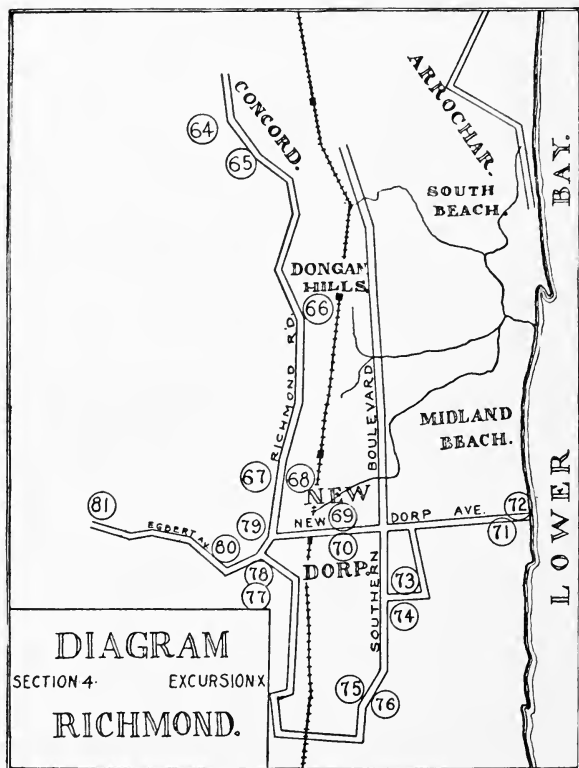 CONCORD.
ARROCHAR.
64
65
SOUTH
BEACH.
LOWER BAY.
DONGAN
HILLS
66
RICHMOND RD.
BOULEVARD
MIDLAND
BEACH.
67
68
NEW
81
EGBERT AV.
79
80
NEW
69
DORP AVE.
72
71
70
DORP.
78
77
73
74
SOUTHERN
75
76
DIAGRAM
SECTION 4. EXCURSION X
RICHMOND.